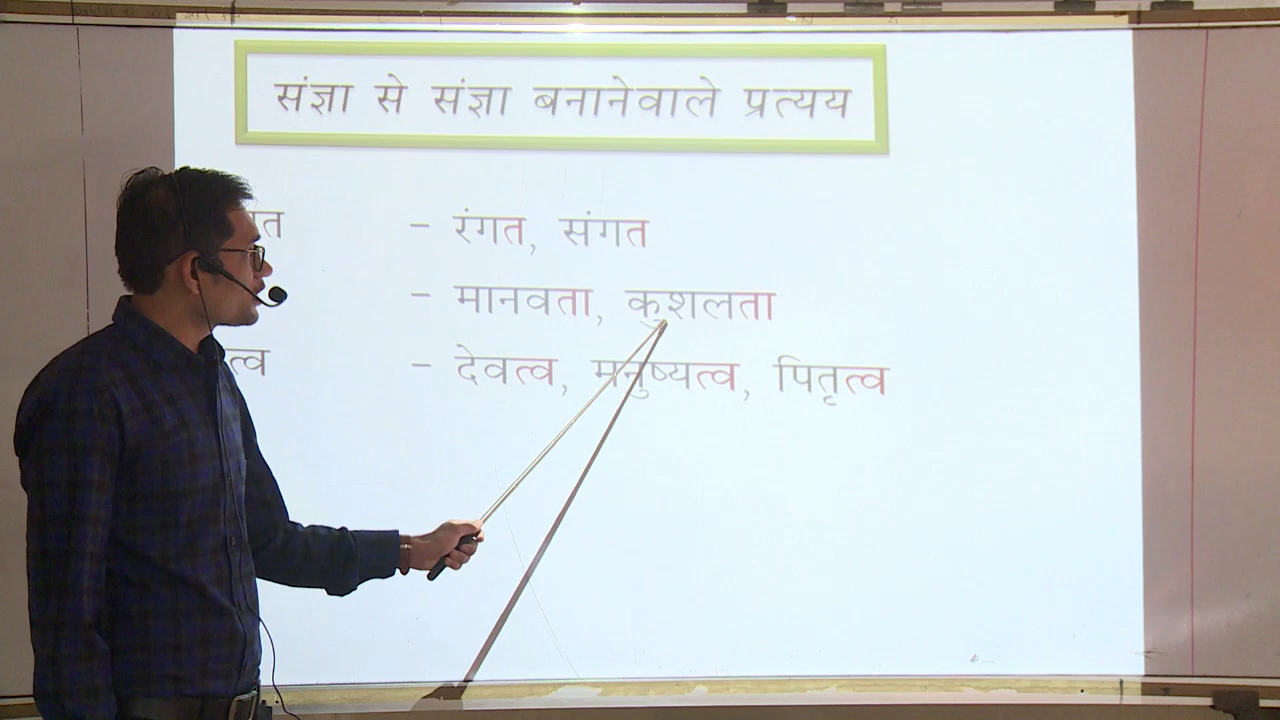 संज्ञा से संज्ञा बनानेवाले प्रत्यय
त – रंगत, संगत
– मानवता, कुशलता
त्व – देवत्व, मनुष्यत्व, पितृत्व